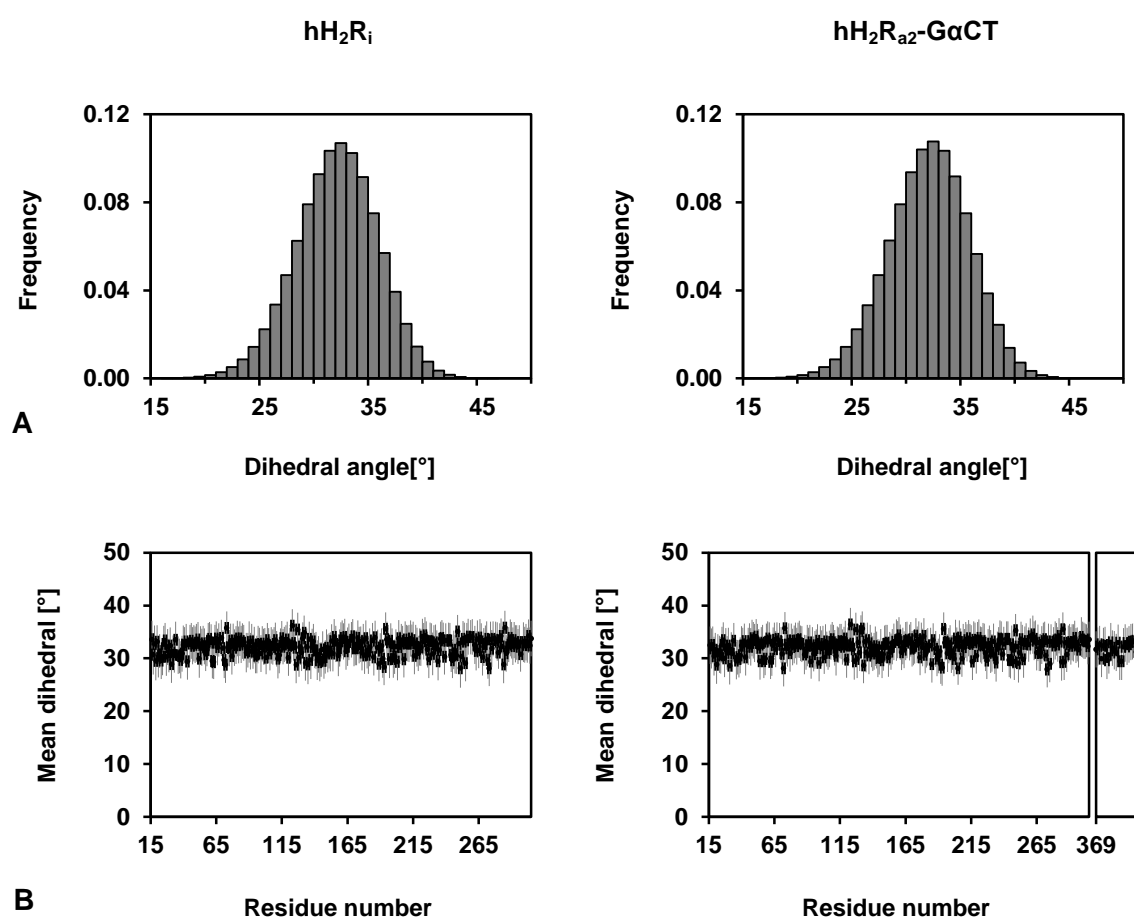 hH₂Rᵢ
hH₂Rₐ₂-GαCT
0.12
0.08
0.04
0.00
Frequency
15 25 35 45
Dihedral angle[°]
0.12
0.08
0.04
0.00
Frequency
15 25 35 45
Dihedral angle[°]
A
50
40
30
20
10
0
Mean dihedral [°]
15 65 115 165 215 265
Residue number
50
40
30
20
10
0
Mean dihedral [°]
15 65 115 165 215 265 369
Residue number
B